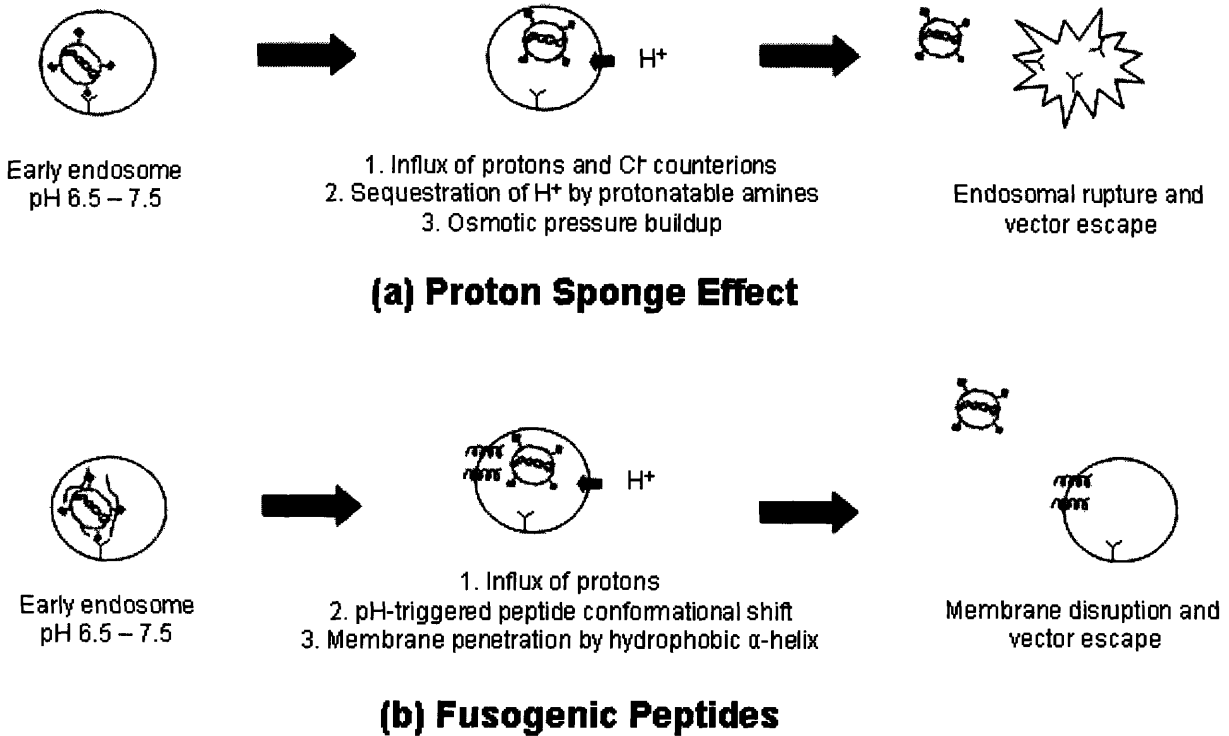 H⁺
Early endosome
pH 6.5 – 7.5
1. Influx of protons and Cl⁻ counterions
2. Sequestration of H⁺ by protonatable amines
3. Osmotic pressure buildup
Endosomal rupture and
vector escape
(a) Proton Sponge Effect
H⁺
Early endosome
pH 6.5 – 7.5
1. Influx of protons
2. pH-triggered peptide conformational shift
3. Membrane penetration by hydrophobic α-helix
Membrane disruption and
vector escape
(b) Fusogenic Peptides